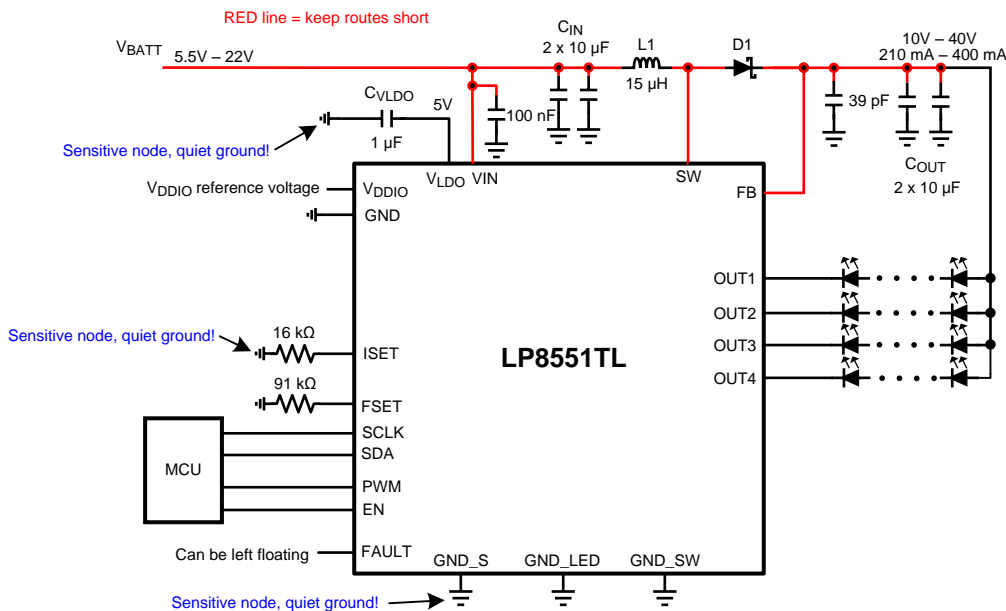 RED line = keep routes short
VBATT
5.5V – 22V
CIN
2 x 10 µF
L1
15 µH
D1
10V – 40V
210 mA – 400 mA
CVLDO
5V
1 µF
100 nF
39 pF
COUT
2 x 10 µF
Sensitive node, quiet ground!
VLDO
VIN
SW
FB
VDDIO reference voltage
VDDIO
GND
OUT1
OUT2
OUT3
OUT4
LP8551TL
Sensitive node, quiet ground!
16 kΩ
ISET
91 kΩ
FSET
MCU
SCLK
SDA
PWM
EN
Can be left floating
FAULT
GND_S
GND_LED
GND_SW
Sensitive node, quiet ground!